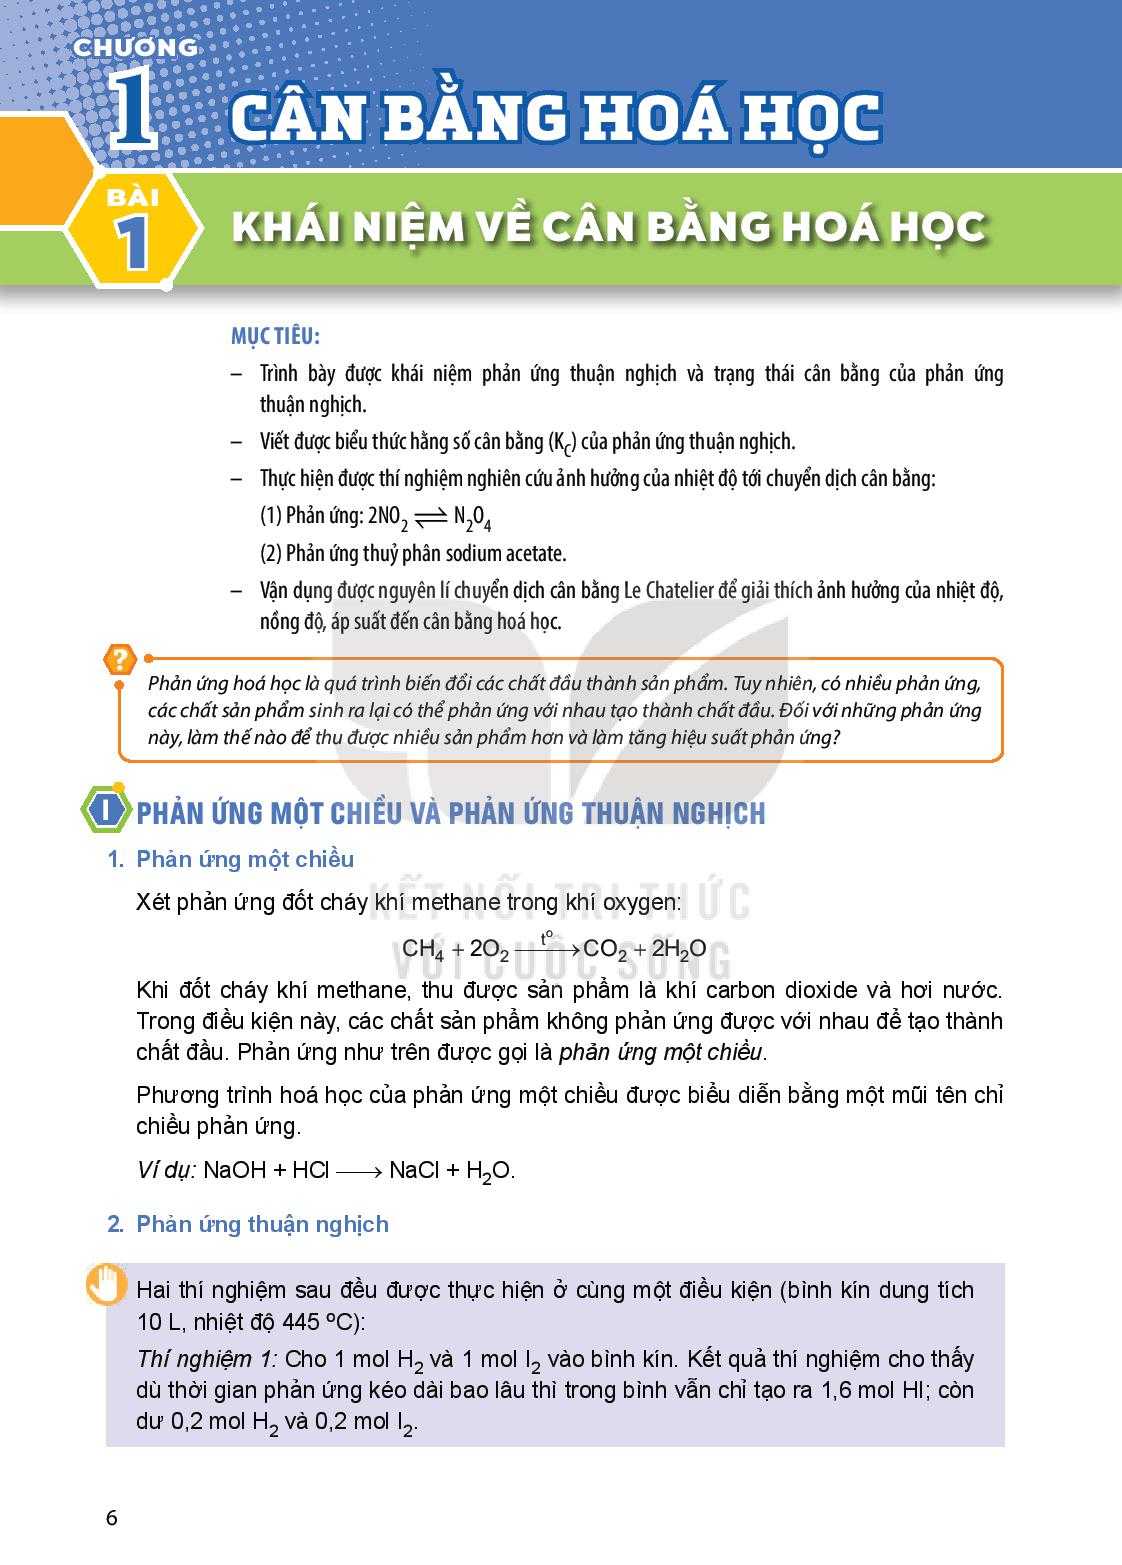 CHƯƠNG
1
CÂN BẰNG HOÁ HỌC
BÀI
1
KHÁI NIỆM VỀ CÂN BẰNG HOÁ HỌC
MỤC TIÊU:
– Trình bày được khái niệm phản ứng thuận nghịch và trạng thái cân bằng của phản ứng
thuận nghịch.
– Viết được biểu thức hằng số cân bằng (K_C) của phản ứng thuận nghịch.
– Thực hiện được thí nghiệm nghiên cứu ảnh hưởng của nhiệt độ tới chuyển dịch cân bằng:
(1) Phản ứng: 2NO₂ ⇌ N₂O₄
(2) Phản ứng thuỷ phân sodium acetate.
– Vận dụng được nguyên lí chuyển dịch cân bằng Le Chatelier để giải thích ảnh hưởng của nhiệt độ,
nồng độ, áp suất đến cân bằng hoá học.
?
Phản ứng hoá học là quá trình biến đổi các chất đầu thành sản phẩm. Tuy nhiên, có nhiều phản ứng,
các chất sản phẩm sinh ra lại có thể phản ứng với nhau tạo thành chất đầu. Đối với những phản ứng
này, làm thế nào để thu được nhiều sản phẩm hơn và làm tăng hiệu suất phản ứng?
I PHẢN ỨNG MỘT CHIỀU VÀ PHẢN ỨNG THUẬN NGHỊCH
1. Phản ứng một chiều
KẾT NỐI TRI THỨC
Xét phản ứng đốt cháy khí methane trong khí oxygen:
CH₄ + 2O₂ —t°→ CO₂ + 2H₂O
VỚI CUỘC SỐNG
Khi đốt cháy khí methane, thu được sản phẩm là khí carbon dioxide và hơi nước.
Trong điều kiện này, các chất sản phẩm không phản ứng được với nhau để tạo thành
chất đầu. Phản ứng như trên được gọi là phản ứng một chiều.
Phương trình hoá học của phản ứng một chiều được biểu diễn bằng một mũi tên chỉ
chiều phản ứng.
Ví dụ: NaOH + HCl ⟶ NaCl + H₂O.
2. Phản ứng thuận nghịch
Hai thí nghiệm sau đều được thực hiện ở cùng một điều kiện (bình kín dung tích
10 L, nhiệt độ 445 ºC):
Thí nghiệm 1: Cho 1 mol H₂ và 1 mol I₂ vào bình kín. Kết quả thí nghiệm cho thấy
dù thời gian phản ứng kéo dài bao lâu thì trong bình vẫn chỉ tạo ra 1,6 mol HI; còn
dư 0,2 mol H₂ và 0,2 mol I₂.
6